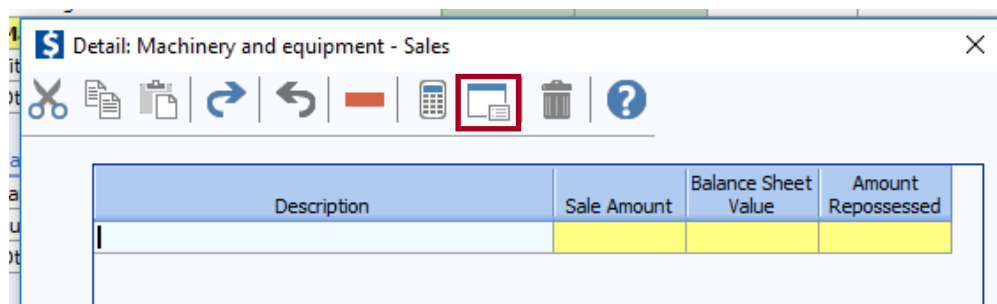 Detail: Machinery and equipment - Sales
Description
Sale Amount
Balance Sheet
Value
Amount
Repossessed